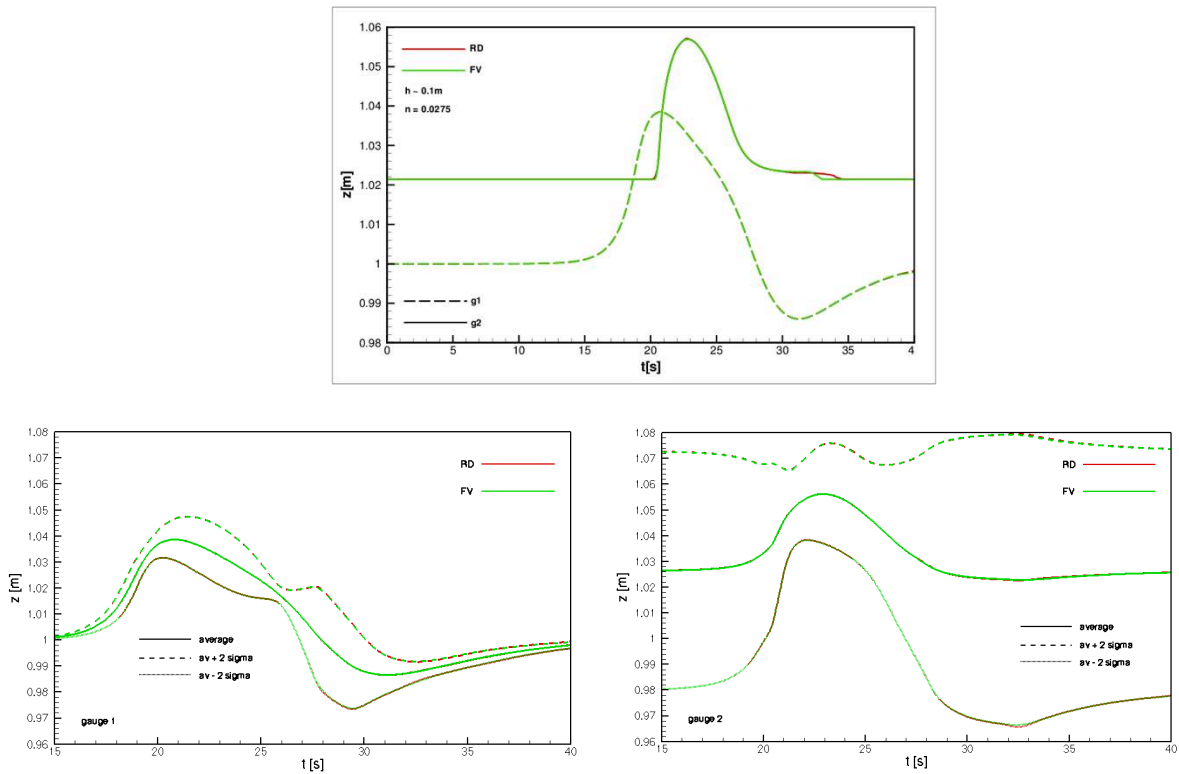 1.06
1.05
1.04
1.03
1.02
1.01
1
0.99
0.98
z[m]
RD
FV
h ~ 0.1m
n = 0.0275
g1
g2
0 5 10 15 20 25 30 35 4
t[s]
1.08
1.07
1.06
1.05
1.04
1.03
1.02
1.01
1
0.99
0.98
0.97
0.96
z [m]
RD
FV
average
av + 2 sigma
av - 2 sigma
gauge 1
15 20 25 30 35 40
t [s]
1.08
1.07
1.06
1.05
1.04
1.03
1.02
1.01
1
0.99
0.98
0.97
0.96
z [m]
RD
FV
average
av + 2 sigma
av - 2 sigma
gauge 2
15 20 25 30 35 40
t [s]